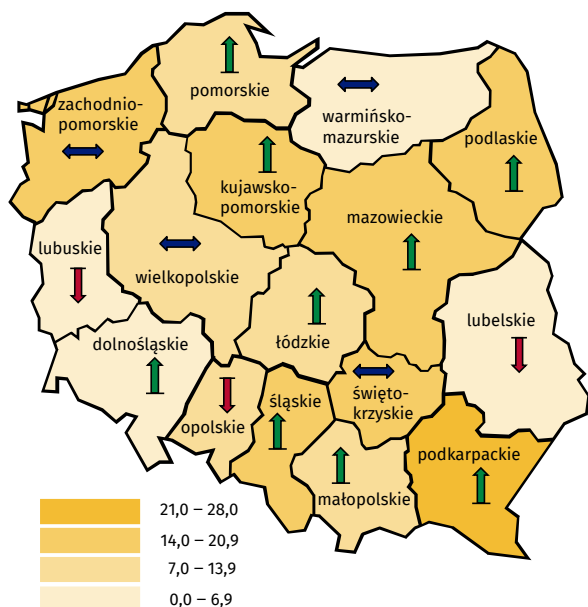 pomorskie
zachodnio-
pomorskie
warmińsko-
mazurskie
podlaskie
kujawsko-
pomorskie
mazowieckie
lubuskie
wielkopolskie
lubelskie
dolnośląskie
łódzkie
opolskie
śląskie
święto-
krzyskie
podkarpackie
małopolskie
21,0 – 28,0
14,0 – 20,9
7,0 – 13,9
0,0 – 6,9